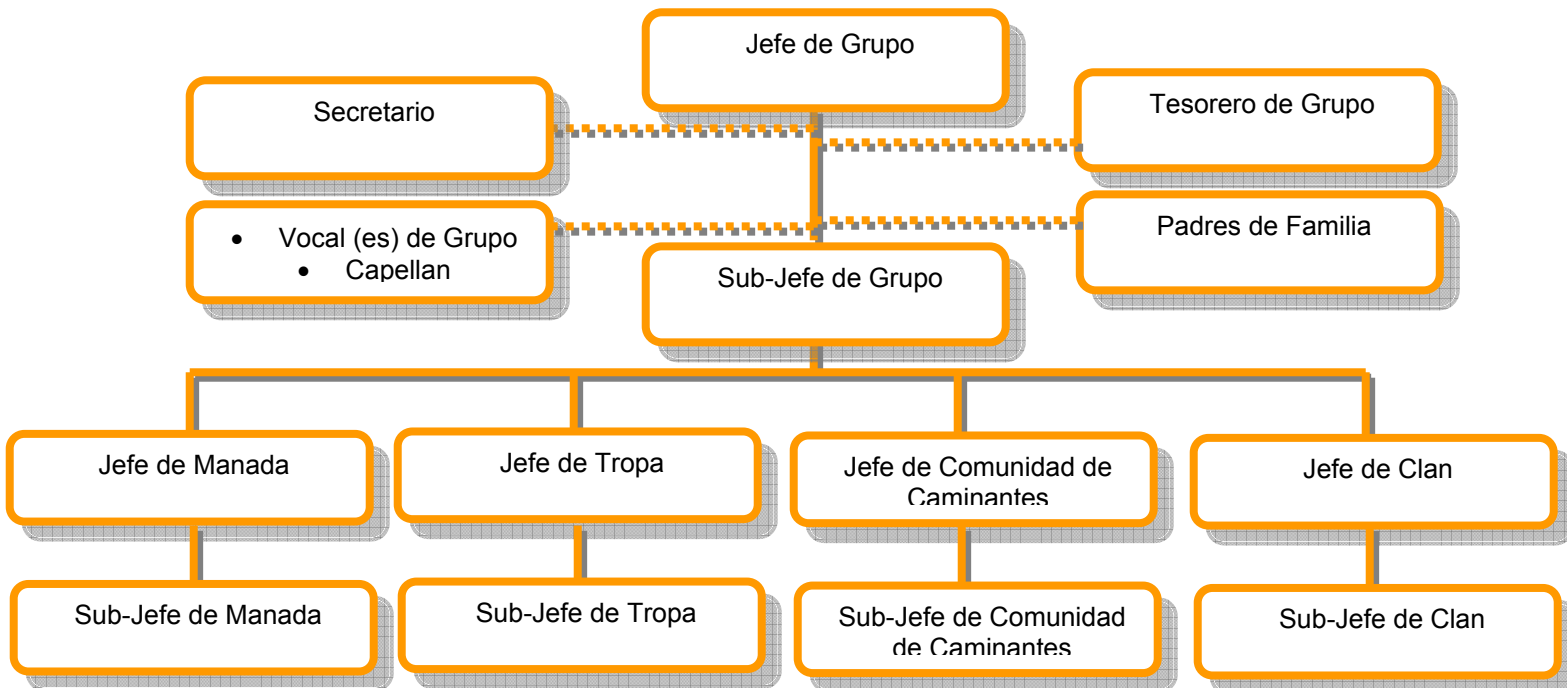 Jefe de Grupo
Secretario
Tesorero de Grupo
• Vocal (es) de Grupo
• Capellan
Padres de Familia
Sub-Jefe de Grupo
Jefe de Manada
Jefe de Tropa
Jefe de Comunidad de
Caminantes
Jefe de Clan
Sub-Jefe de Manada
Sub-Jefe de Tropa
Sub-Jefe de Comunidad
de Caminantes
Sub-Jefe de Clan